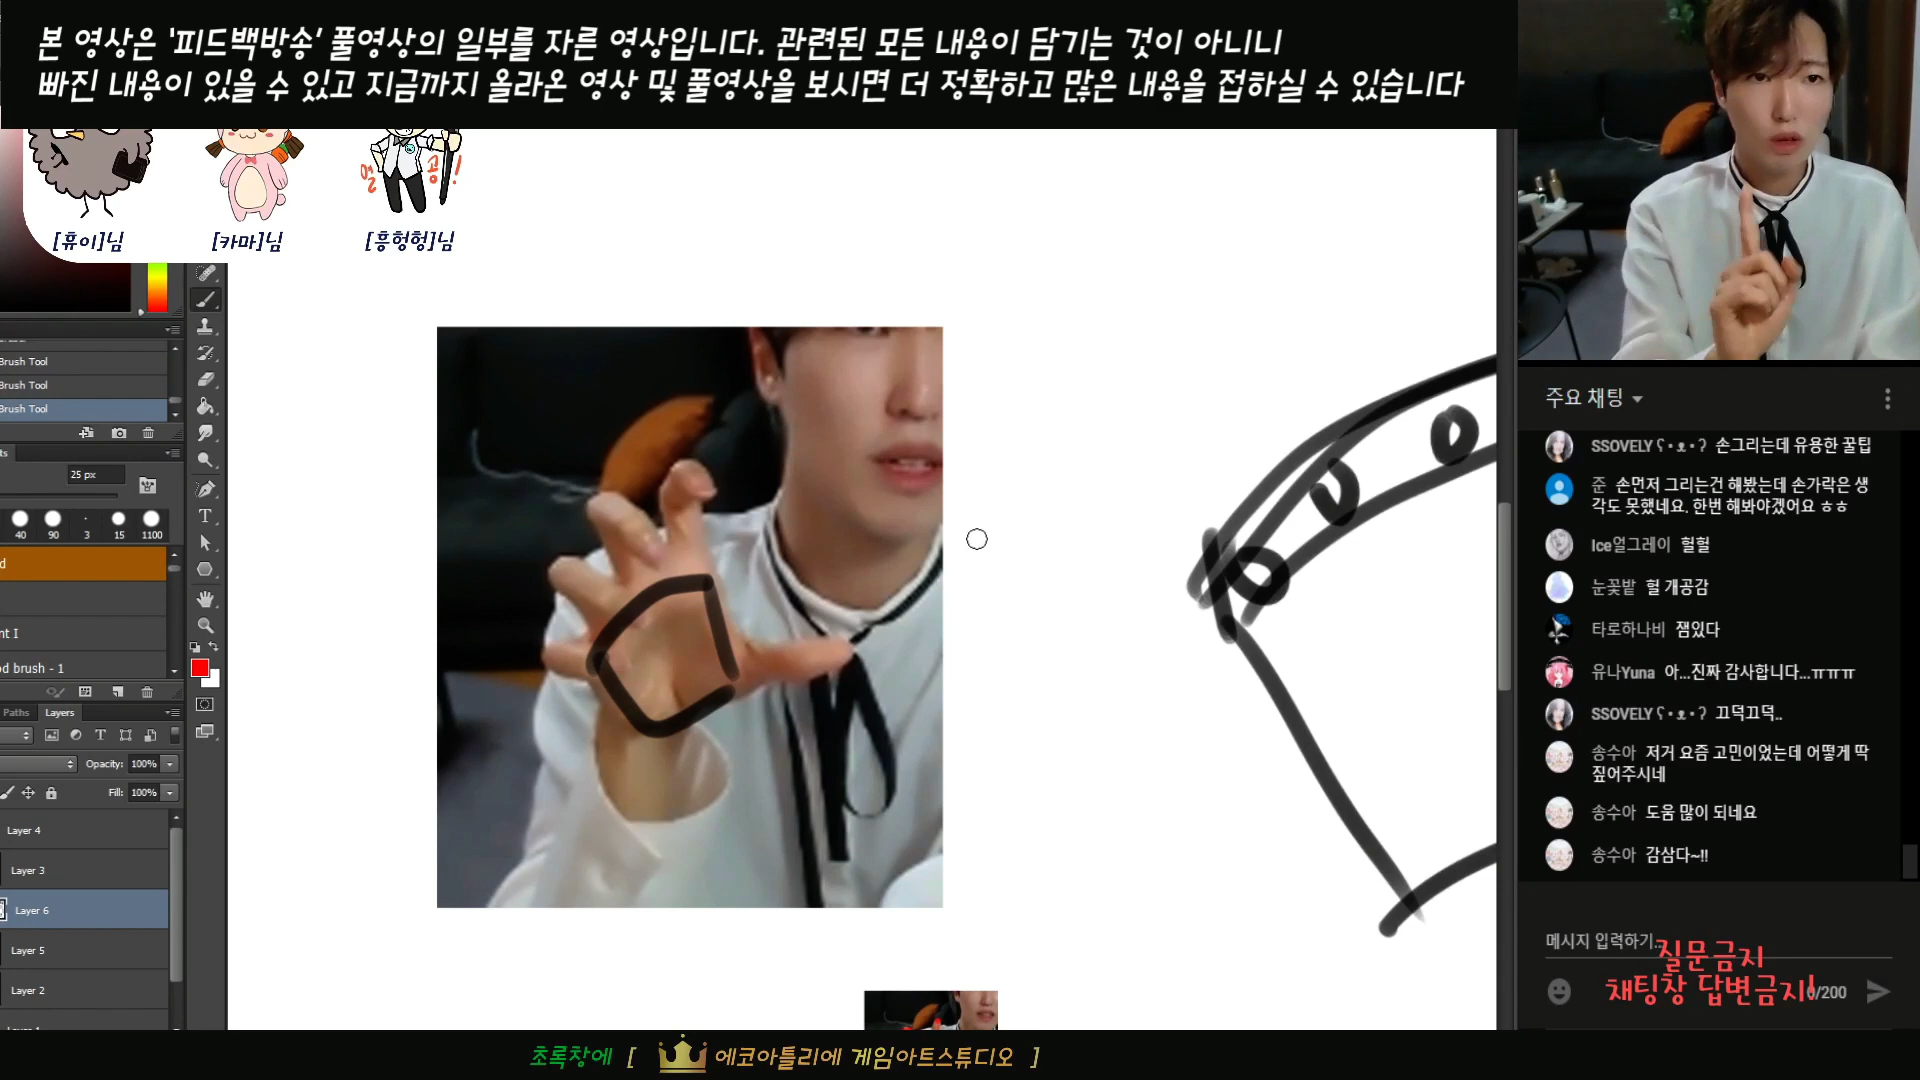 본 영상은 '피드백방송' 풀영상의 일부를 자른 영상입니다. 관련된 모든 내용이 담기는 것이 아니니
빠진 내용이 있을 수 있고 지금까지 올라온 영상 및 풀영상을 보시면 더 정확하고 많은 내용을 접하실 수 있습니다
열 공!
[휴이]님
[카마]님
[흥헝헝]님
Brush Tool
Brush Tool
Brush Tool
25 px
40 90 3 15 1100
nt I
od brush - 1
Paths Layers
Opacity: 100%
Fill: 100%
Layer 4
Layer 3
Layer 6
Layer 5
Layer 2
주요 채팅
SSOVELY ʕ•ᴥ•ʔ 손그리는데 유용한 꿀팁
준 손먼저 그리는건 해봤는데 손가락은 생
각도 못했네요. 한번 해봐야겠어요 ㅎㅎ
Ice얼그레이 헐헐
눈꽃밭 헐 개공감
타로하나비 쟴있다
유나Yuna 아...진짜 감사합니다...ㅠㅠㅠ
SSOVELY ʕ•ᴥ•ʔ 끄덕끄덕..
송수아 저거 요즘 고민이었는데 어떻게 딱
짚어주시네
송수아 도움 많이 되네요
송수아 감삼다~!!
메시지 입력하기...
질문금지
채팅창 답변금지!
0/200
초록창에 [ 에코아틀리에 게임아트스튜디오 ]